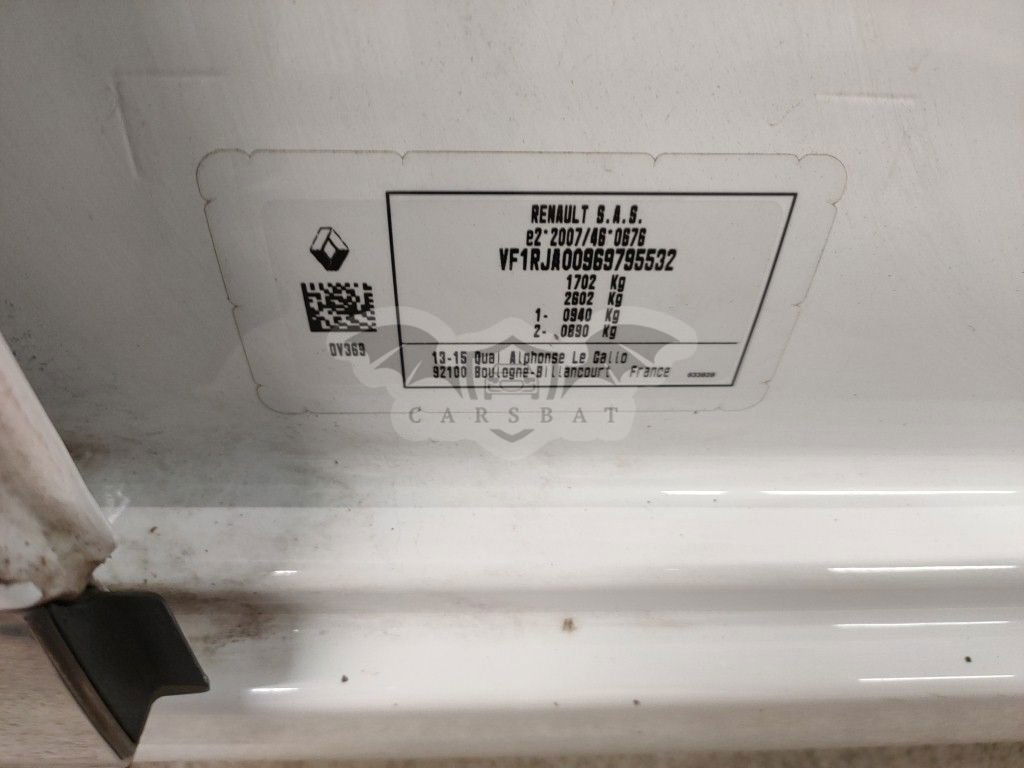 RENAULT S.A.S.
e2*2007/46*0676
VF1RJA00969795532
1702 Kg
2602 Kg
1- 0940 Kg
2- 0890 Kg
DV369
13-15 Quai Alphonse Le Gallo
92100 Boulogne-Billancourt France
CARSBAT